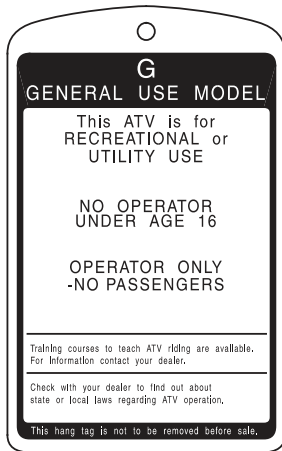 G
GENERAL USE MODEL
This ATV is for
RECREATIONAL or
UTILITY USE
NO OPERATOR
UNDER AGE 16
OPERATOR ONLY
-NO PASSENGERS
Training courses to teach ATV riding are available.
For information contact your dealer.
Check with your dealer to find out about
state or local laws regarding ATV operation.
This hang tag is not to be removed before sale.